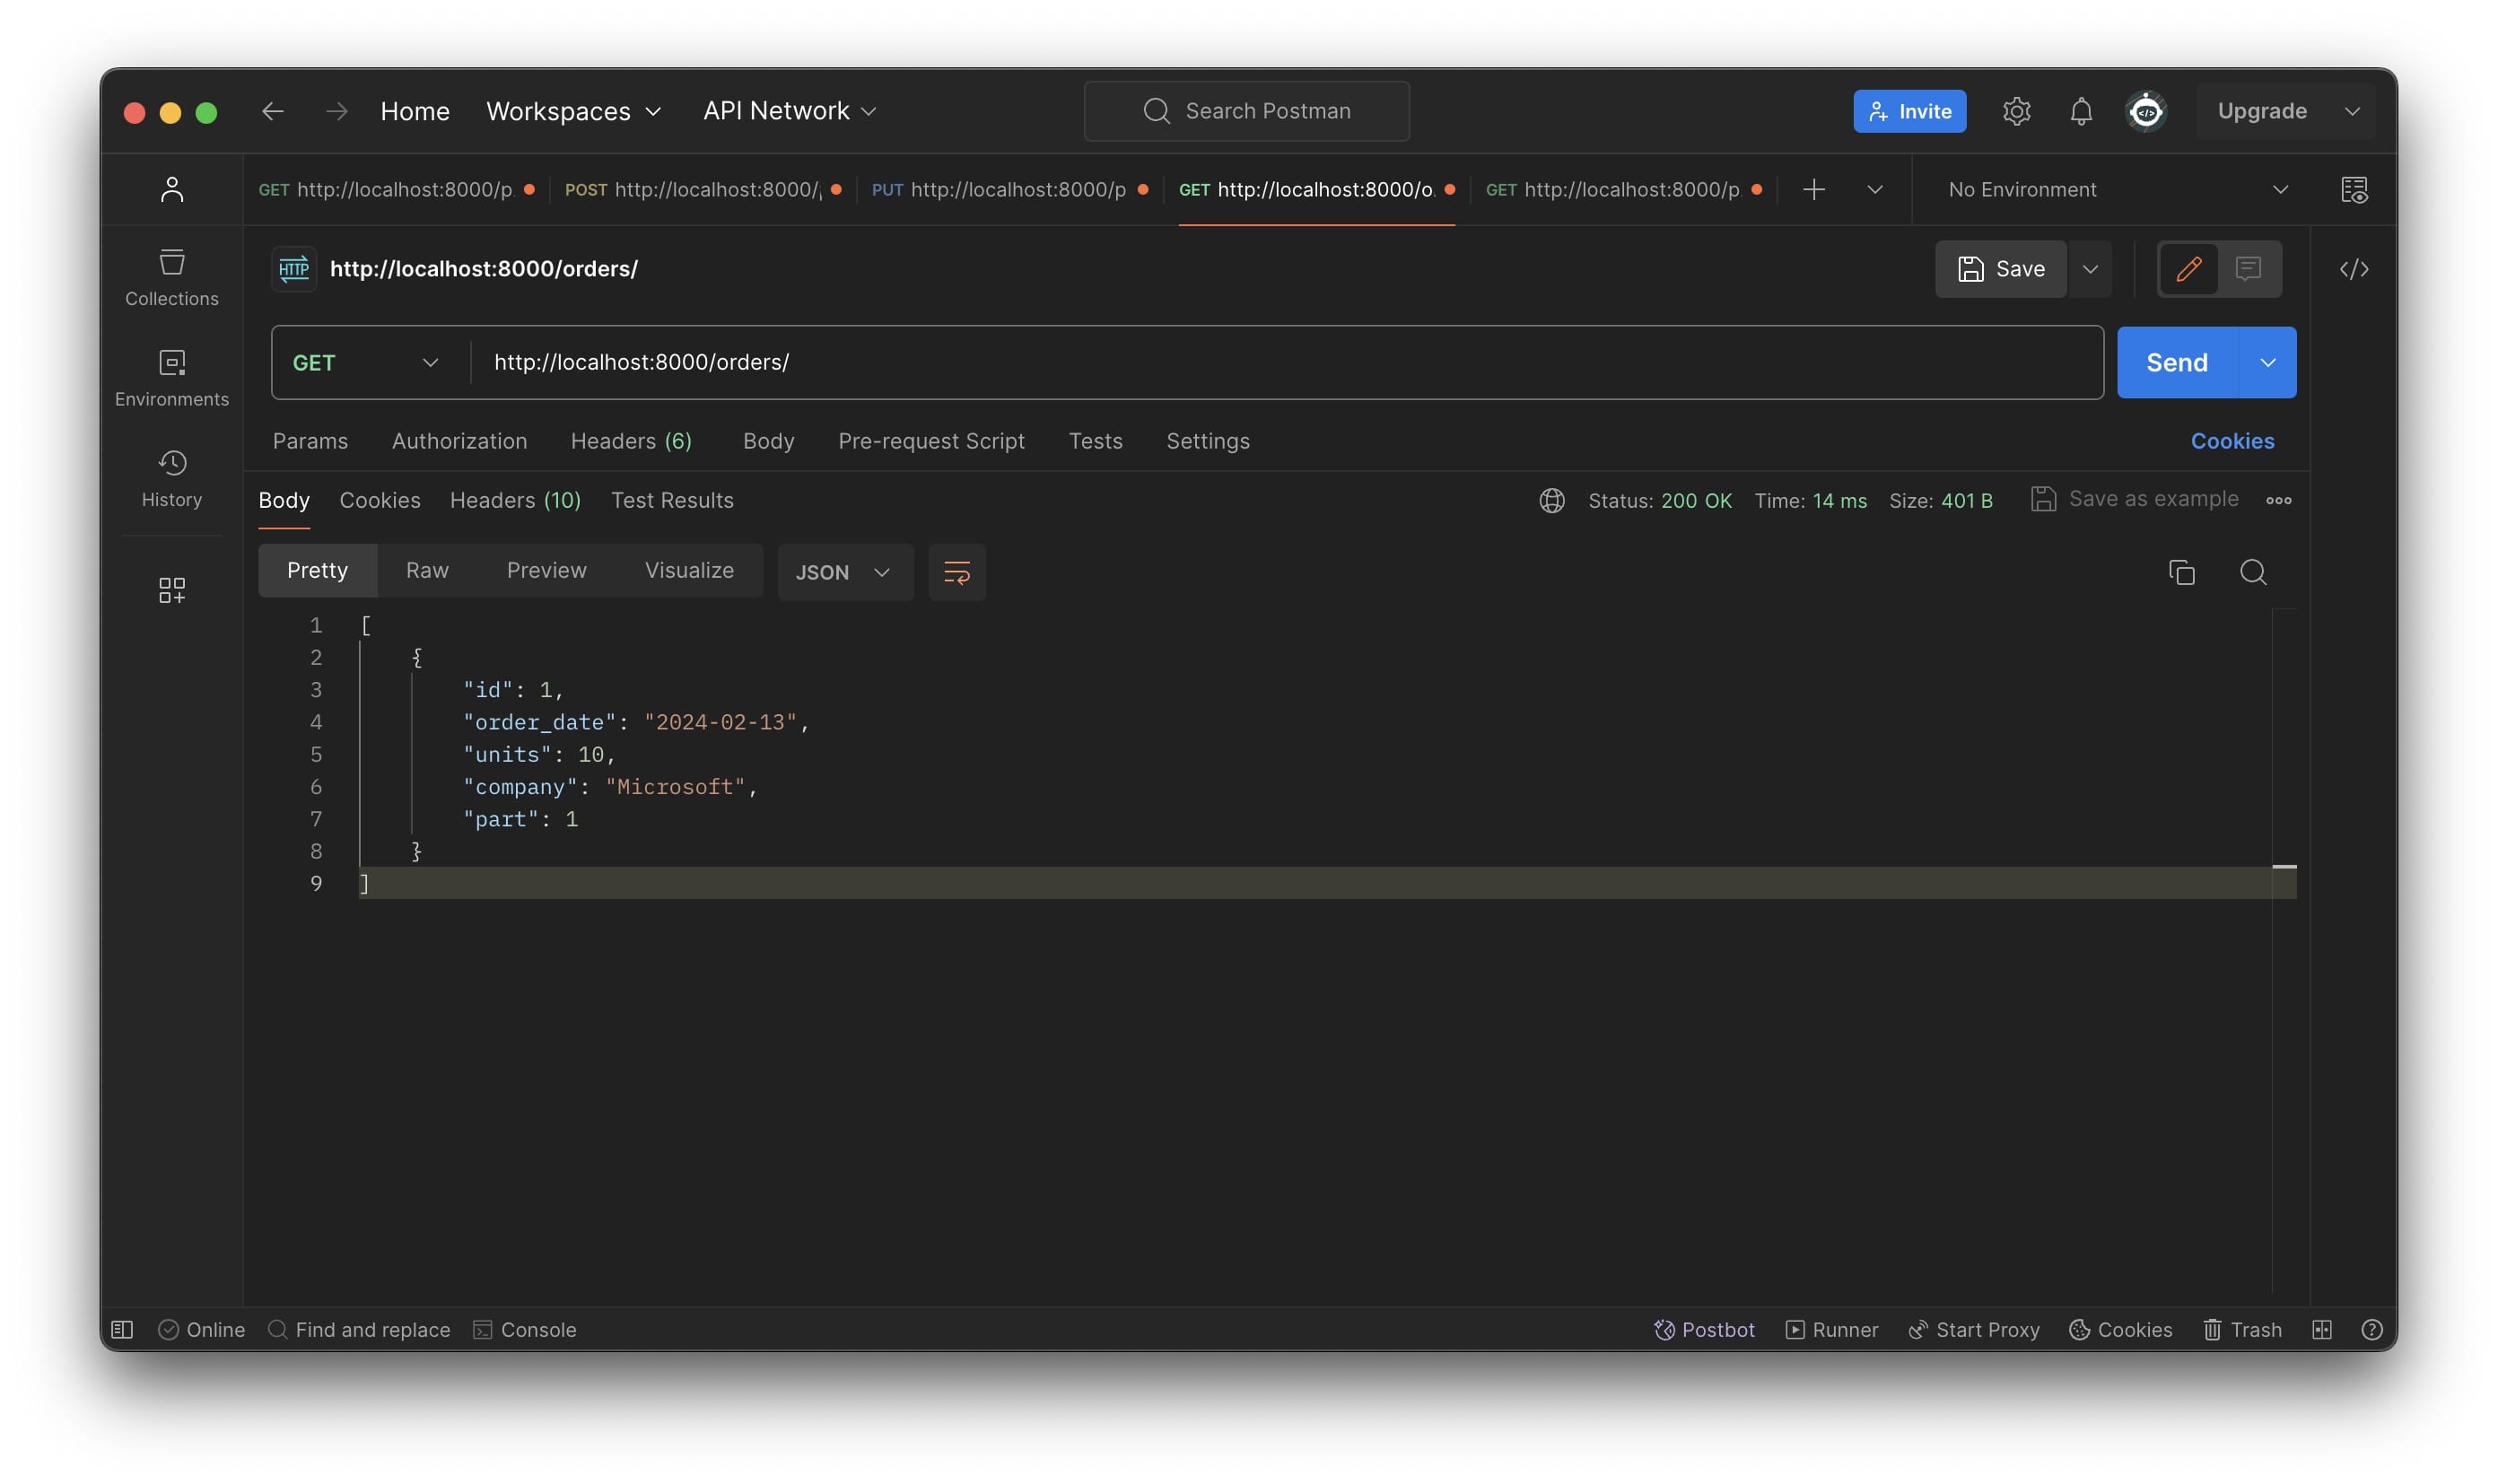 Home Workspaces API Network Search Postman Invite Upgrade
GET http://localhost:8000/p. POST http://localhost:8000/ PUT http://localhost:8000/p GET http://localhost:8000/o. GET http://localhost:8000/p. No Environment
HTTP http://localhost:8000/orders/ Save
Collections
GET http://localhost:8000/orders/ Send
Environments
Params Authorization Headers (6) Body Pre-request Script Tests Settings Cookies
History
Body Cookies Headers (10) Test Results Status: 200 OK Time: 14 ms Size: 401 B Save as example
Pretty Raw Preview Visualize JSON
1 [
2 {
3 "id": 1,
4 "order_date": "2024-02-13",
5 "units": 10,
6 "company": "Microsoft",
7 "part": 1
8 }
9 ]
Online Find and replace Console Postbot Runner Start Proxy Cookies Trash